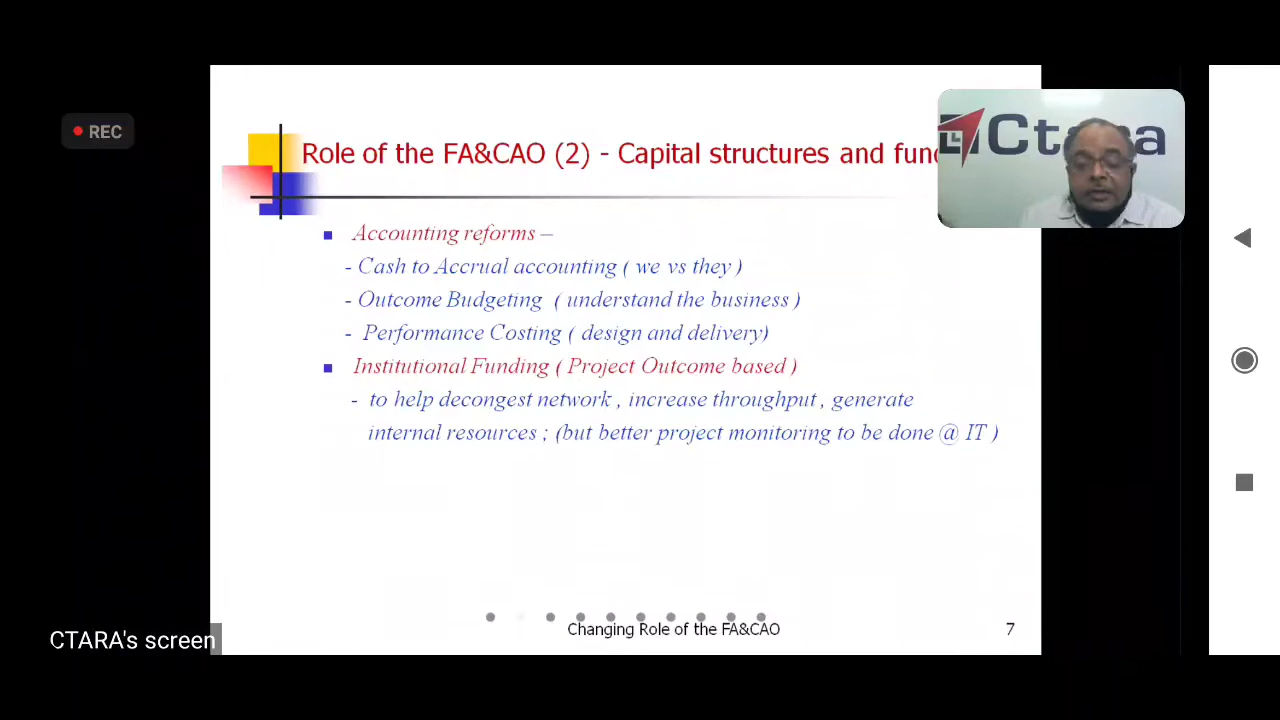 REC
Role of the FA&CAO (2) - Capital structures and
Ctara
Accounting reforms –
- Cash to Accrual accounting ( we vs they )
- Outcome Budgeting ( understand the business )
- Performance Costing ( design and delivery)
Institutional Funding ( Project Outcome based )
- to help decongest network , increase throughput , generate
internal resources ; (but better project monitoring to be done @ IT )
Changing Role of the FA&CAO
7
CTARA's screen